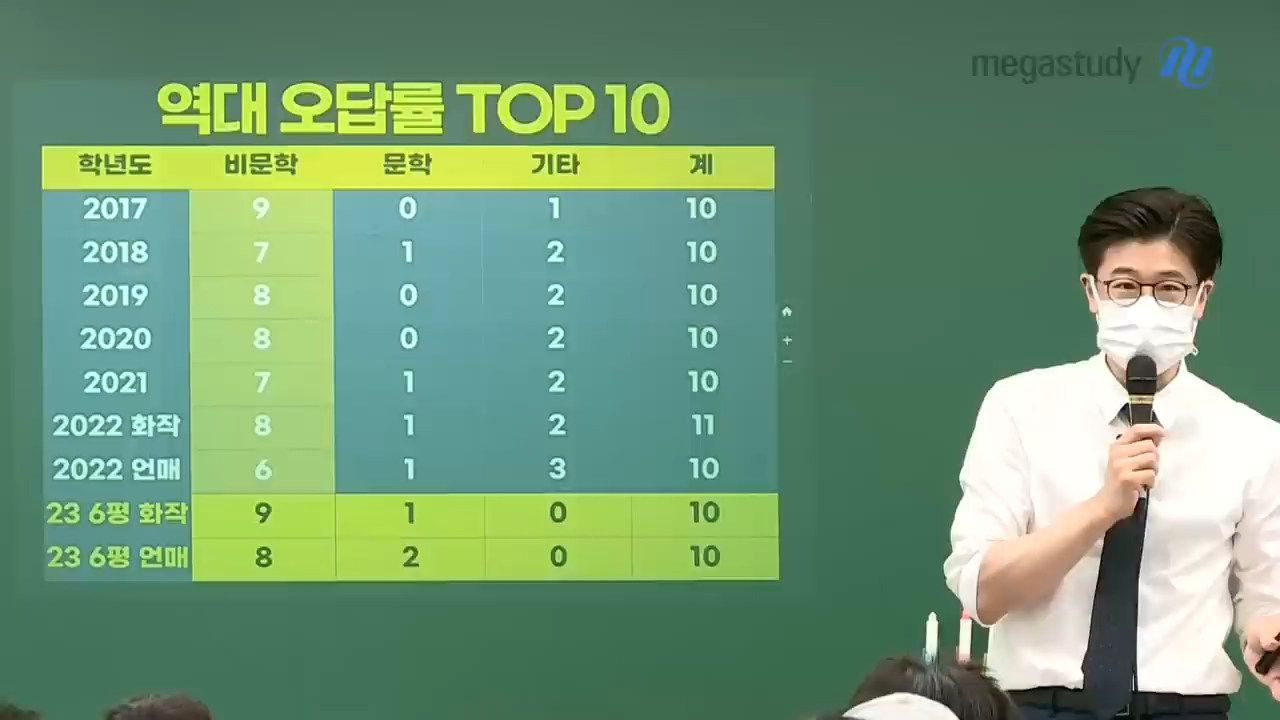 megastudy
역대 오답률 TOP 10
학년도 비문학 문학 기타 계
2017 9 0 1 10
2018 7 1 2 10
2019 8 0 2 10
2020 8 0 2 10
2021 7 1 2 10
2022 화작 8 1 2 11
2022 언매 6 1 3 10
23 6평 화작 9 1 0 10
23 6평 언매 8 2 0 10